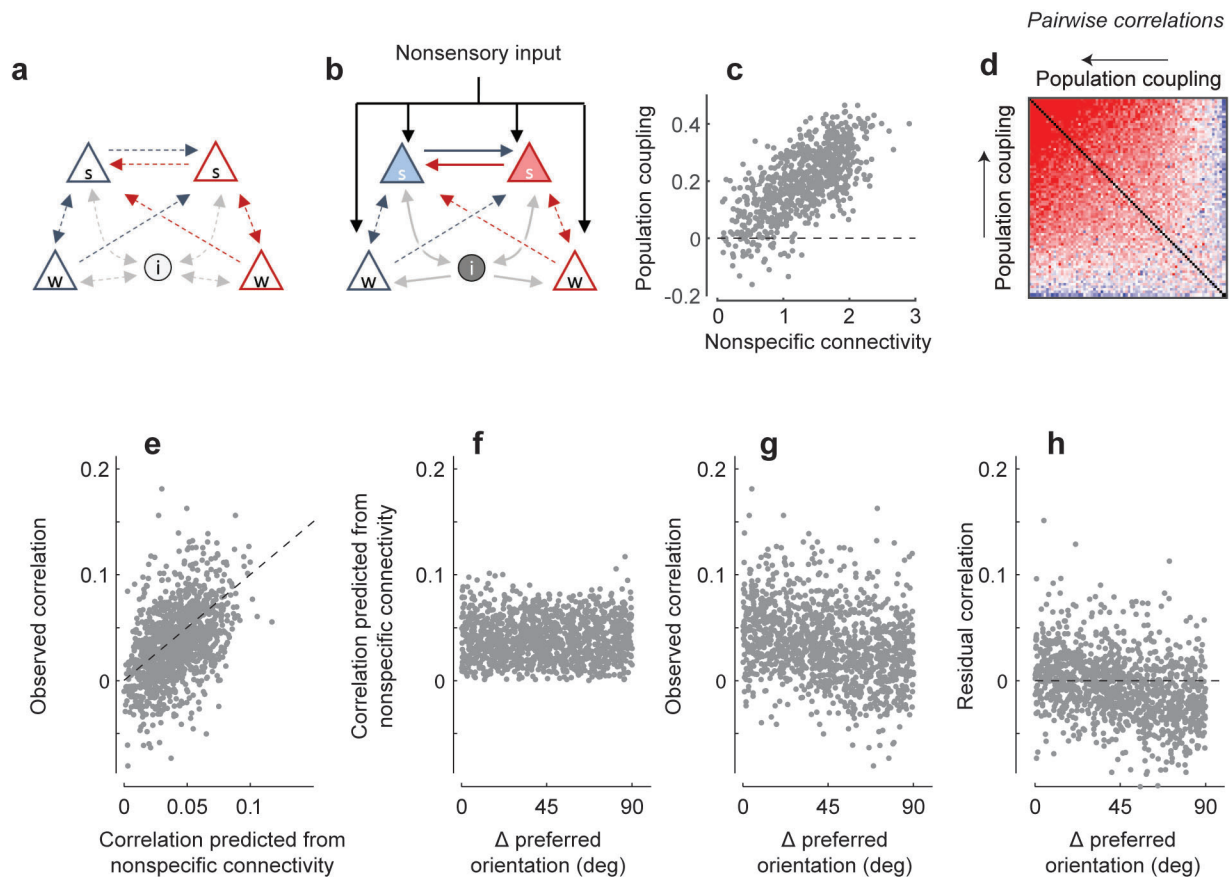 Pairwise correlations
a
b
Nonsensory input
c
d
Population coupling
s
s
w
w
i
s
s
w
w
i
Population coupling
0.4
0.2
0
-0.2
0
1
2
3
Nonspecific connectivity
Population coupling
e
Observed correlation
0.2
0.1
0
0
0.05
0.1
Correlation predicted from
nonspecific connectivity
f
Correlation predicted from
nonspecific connectivity
0.2
0.1
0
0
45
90
Δ preferred
orientation (deg)
g
Observed correlation
0.2
0.1
0
0
45
90
Δ preferred
orientation (deg)
h
Residual correlation
0.2
0.1
0
0
45
90
Δ preferred
orientation (deg)